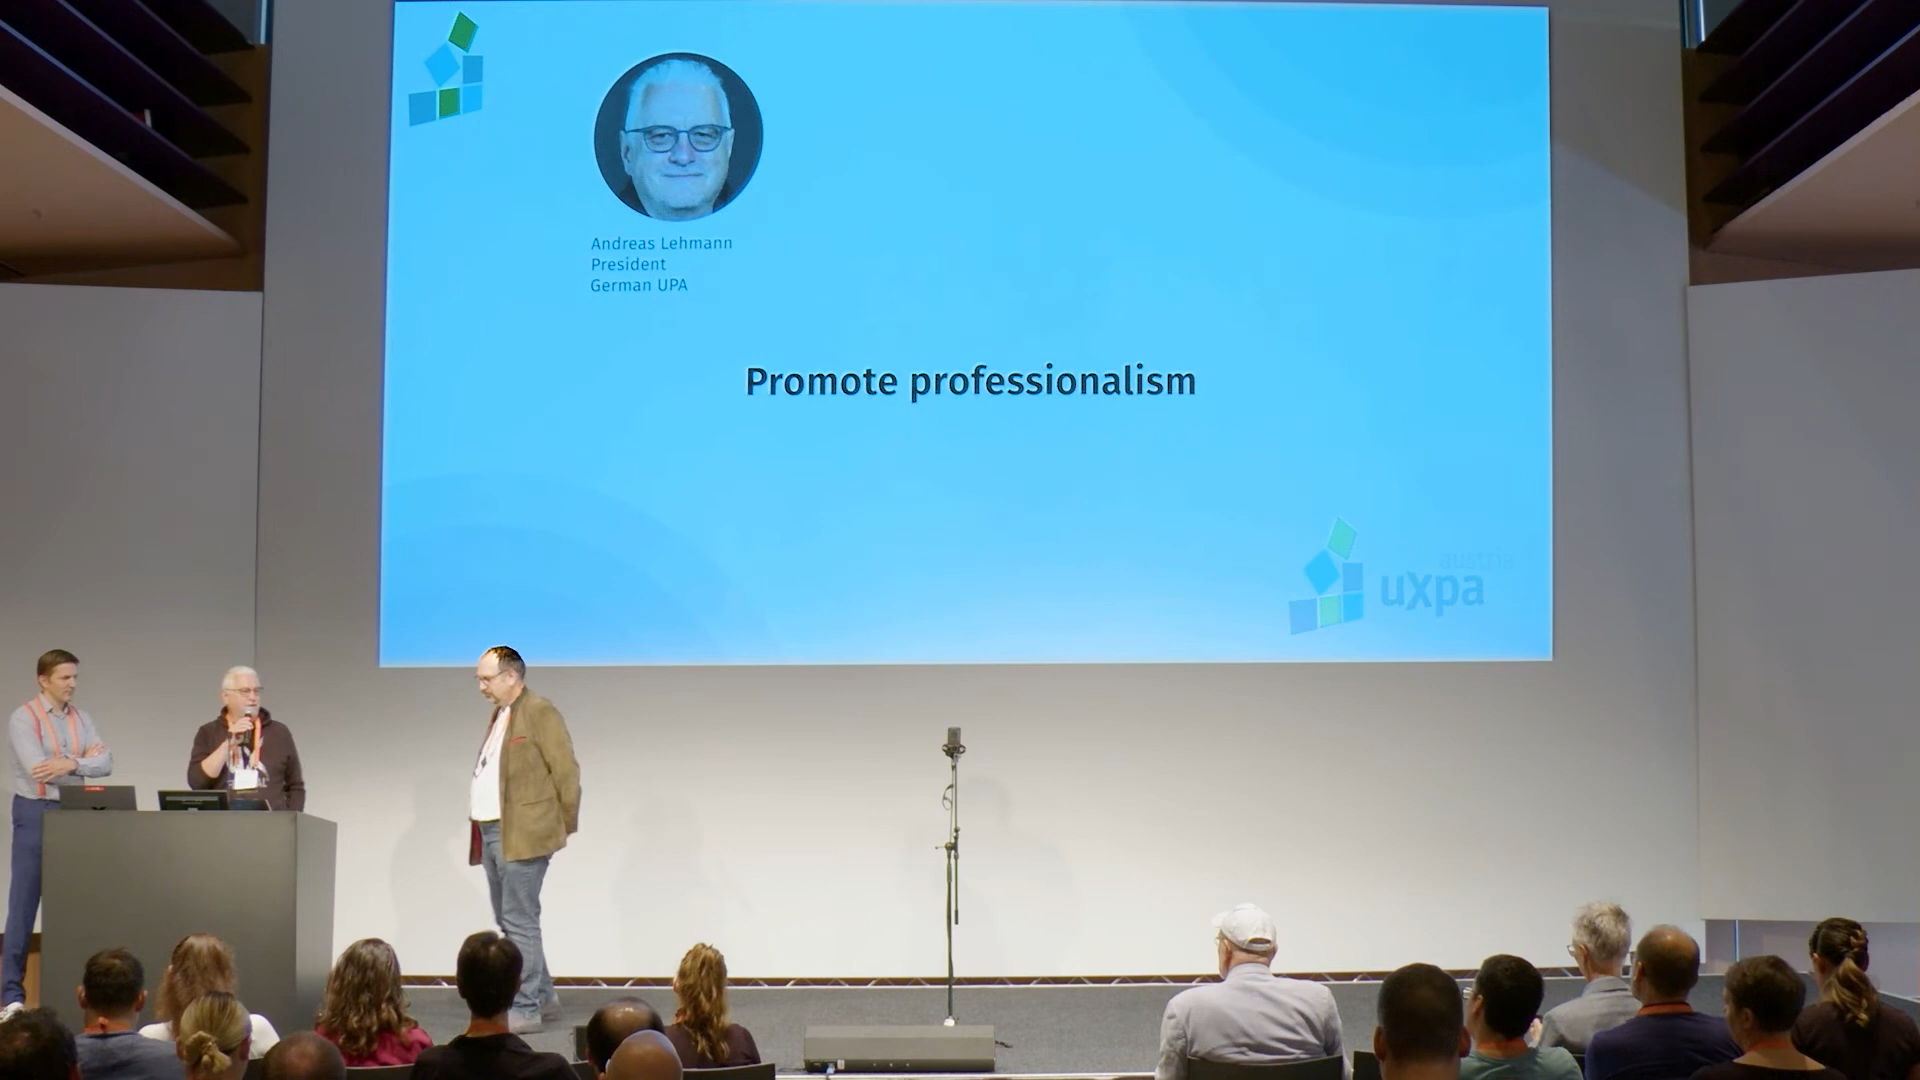 Andreas Lehmann
President
German UPA
Promote professionalism
austria
uxpa